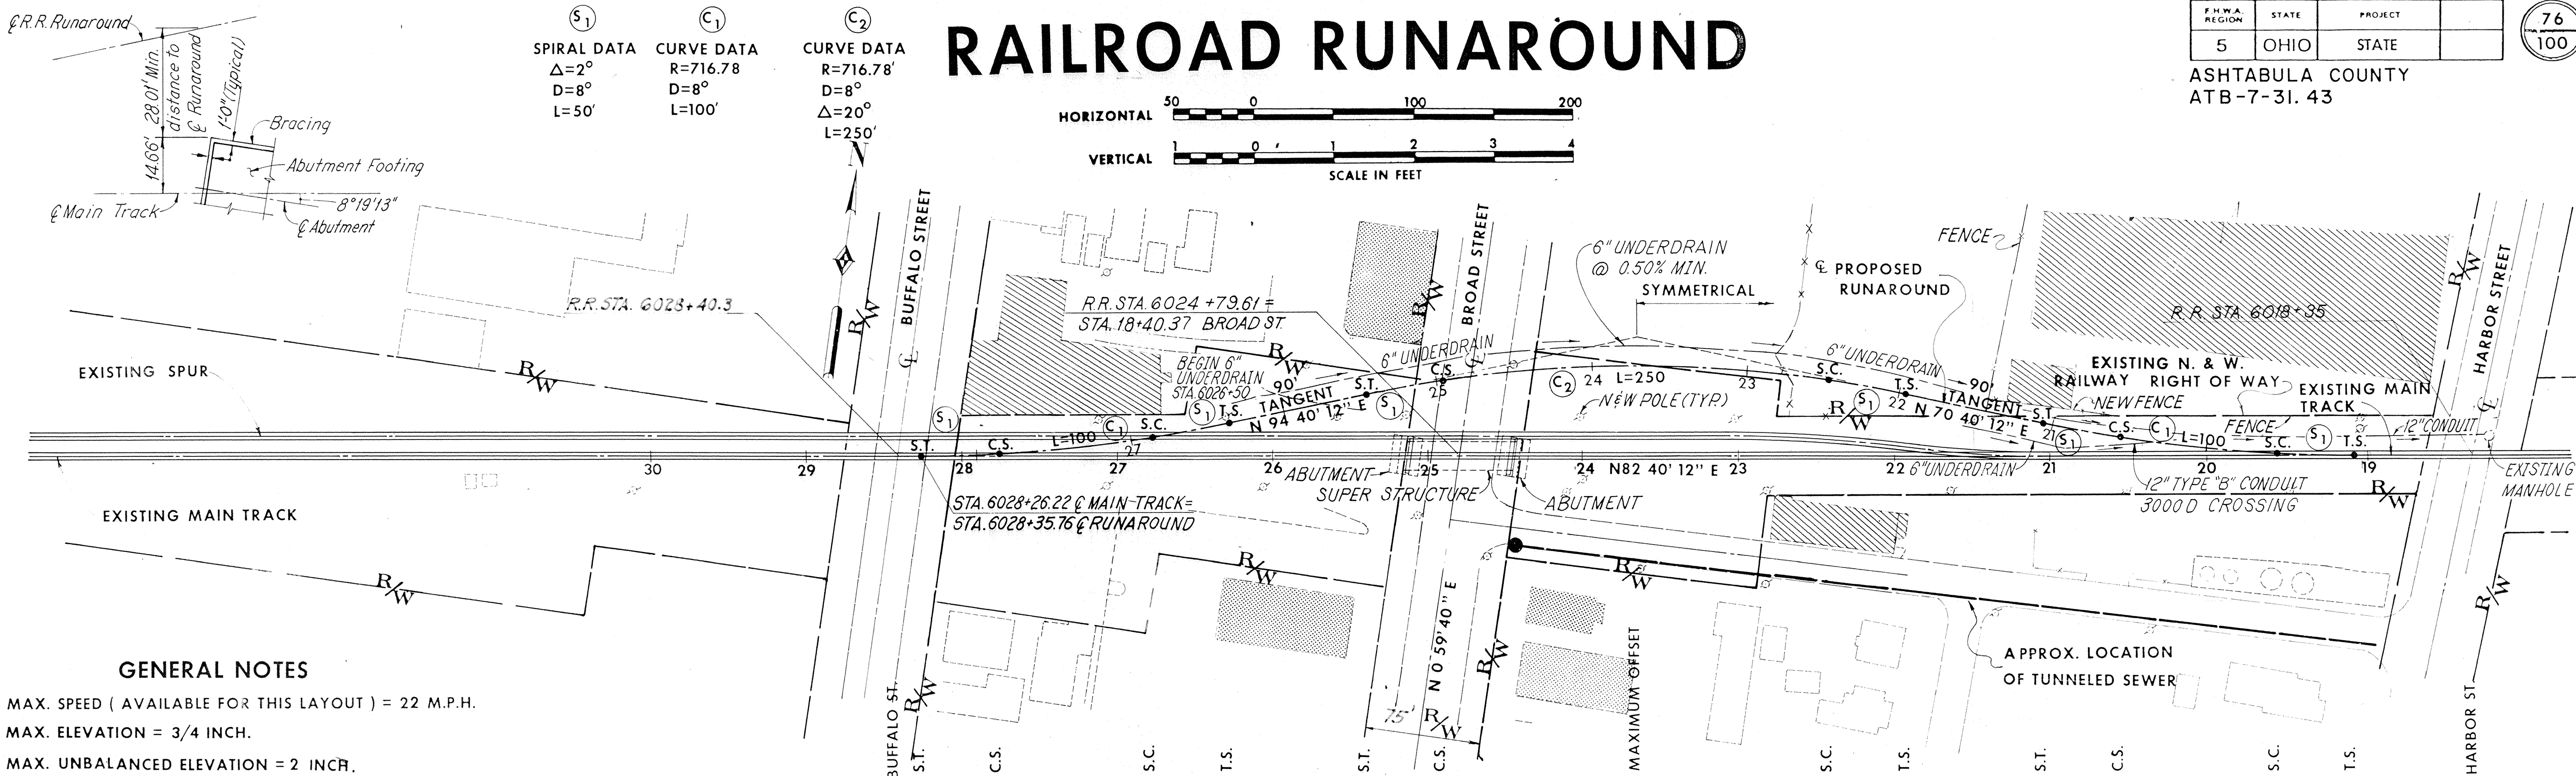 RAILROAD RUNAROUND
F.H.W.A. REGION STATE PROJECT
5 OHIO STATE
76
100
ASHTABULA COUNTY
ATB-7-31.43
S1
SPIRAL DATA
Δ=2°
D=8°
L=50'
C1
CURVE DATA
R=716.78
D=8°
L=100'
C2
CURVE DATA
R=716.78'
D=8°
Δ=20°
L=250'
HORIZONTAL 50 0 100 200
VERTICAL 1 0 1 2 3 4
SCALE IN FEET
℄ R.R. Runaround
28.01' Min.
distance to
℄ Runaround
1'-0" (Typical)
14.66'
Bracing
Abutment Footing
8°19'13"
℄ Main Track
℄ Abutment
N
BUFFALO STREET
℄
R/W
BROAD STREET
℄
R/W
6" UNDERDRAIN
@ 0.50% MIN.
SYMMETRICAL
℄ PROPOSED
RUNAROUND
FENCE
R/W
HARBOR STREET
℄
R.R. STA. 6028+40.3
R.R. STA. 6024+79.61 =
STA. 18+40.37 BROAD ST.
R.R. STA. 6018+35
EXISTING SPUR
R/W
BEGIN 6"
UNDERDRAIN
STA. 6026+50
R/W
6" UNDERDRAIN
90'
TANGENT
N 94 40' 12" E
S1
T.S.
S.T.
S1
C.S.
25
C2
24
L=250
23
N&W POLE (TYP.)
6" UNDERDRAIN
S.C.
S1
T.S.
22
R/W
90'
TANGENT
N 70 40' 12" E
S.T.
21
S1
EXISTING N. & W.
RAILWAY RIGHT OF WAY
NEW FENCE
FENCE
EXISTING MAIN
TRACK
12" CONDUIT
C.S.
C1
L=100
S.C.
S1
T.S.
S1
S.T.
C.S.
L=100
C1
S.C.
27
30 29 28 27 26 25 24 N82 40' 12" E 23 22 21 20 19
6" UNDERDRAIN
ABUTMENT
SUPER STRUCTURE
ABUTMENT
12" TYPE "B" CONDUIT
3000 D CROSSING
R/W
EXISTING
MANHOLE
STA. 6028+26.22 ℄ MAIN TRACK=
STA. 6028+35.76 ℄ RUNAROUND
EXISTING MAIN TRACK
R/W
R/W
R/W
R/W
N 0 59' 40" E
R/W
R/W
75'
R/W
APPROX. LOCATION
OF TUNNELED SEWER
GENERAL NOTES
MAX. SPEED ( AVAILABLE FOR THIS LAYOUT ) = 22 M.P.H.
MAX. ELEVATION = 3/4 INCH.
MAX. UNBALANCED ELEVATION = 2 INCH.
BUFFALO ST.
R/W
S.T.
C.S.
S.C.
T.S.
S.T.
C.S.
MAXIMUM OFFSET
S.C.
T.S.
S.T.
C.S.
S.C.
T.S.
HARBOR ST.